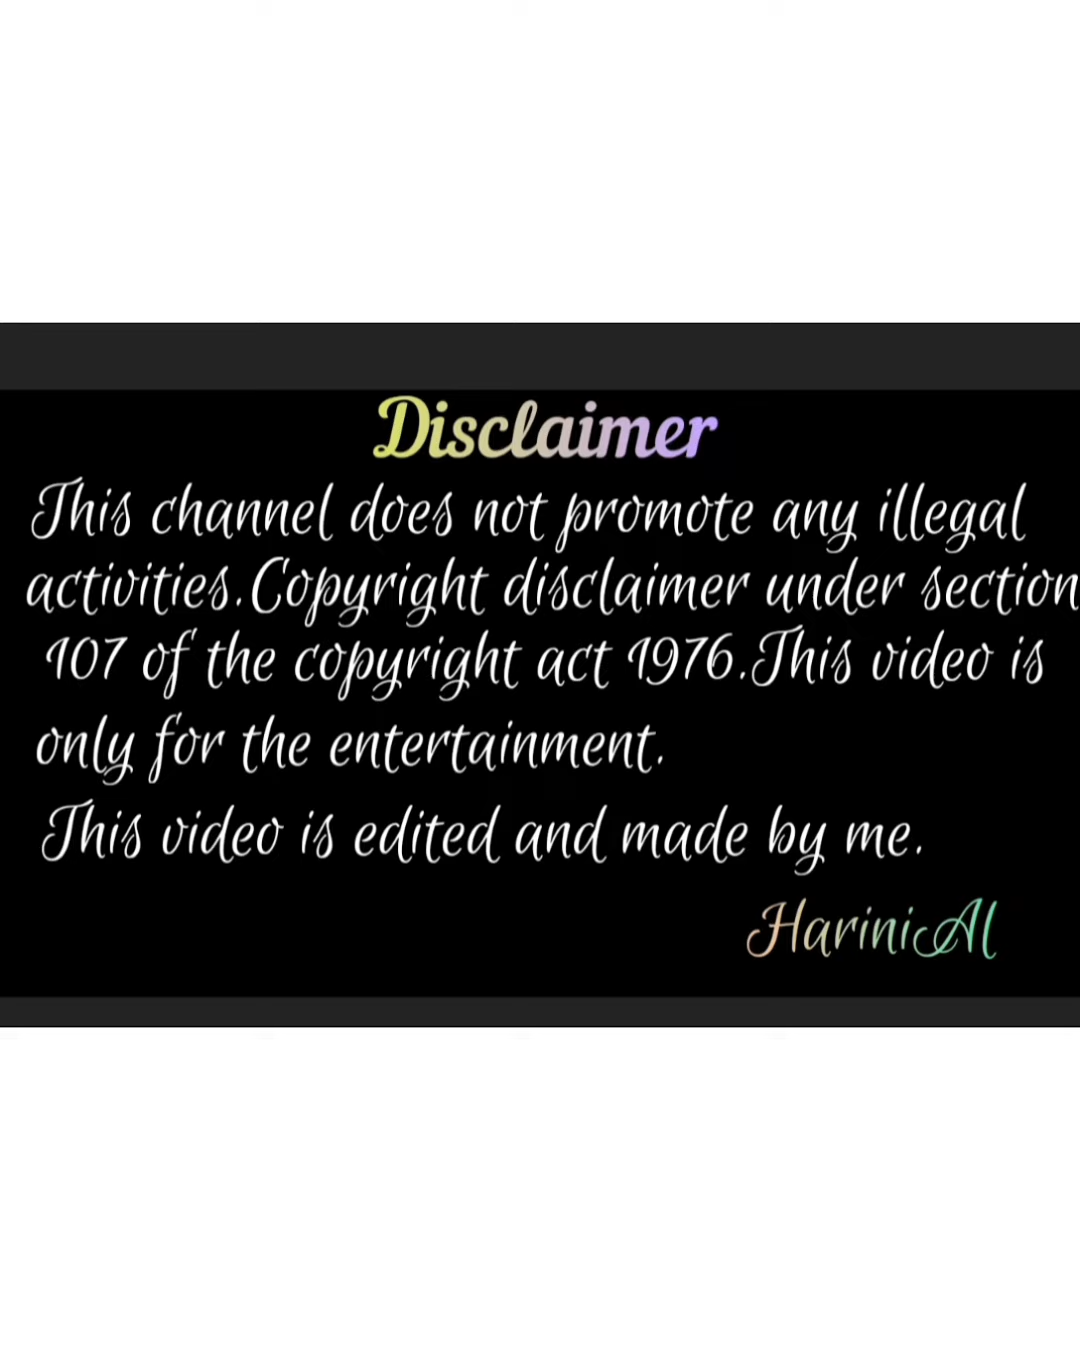 Disclaimer
This channel does not promote any illegal
activities.Copyright disclaimer under section
107 of the copyright act 1976.This video is
only for the entertainment.
This video is edited and made by me.
HariniAl